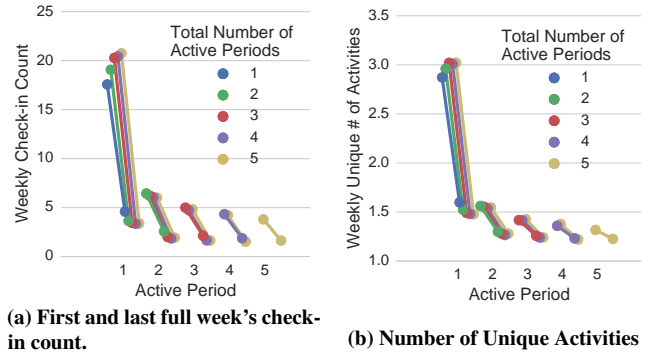 25
20
15
10
5
0
Weekly Check-in Count
Total Number of
Active Periods
1
2
3
4
5
1 2 3 4 5
Active Period
(a) First and last full week's check-
in count.
3.5
3.0
2.5
2.0
1.5
1.0
Weekly Unique # of Activities
Total Number of
Active Periods
1
2
3
4
5
1 2 3 4 5
Active Period
(b) Number of Unique Activities